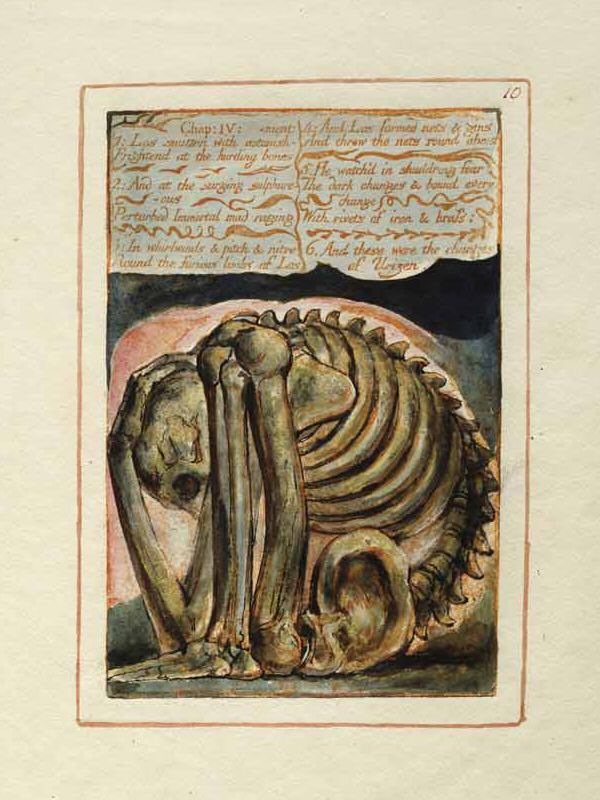 10
Chap: IV: -ment
1: Los smitten with astonish-
Frightend at the hurtling bones
2: And at the surging sulphure-
-ous
Perturbed Immortal mad raging
3: In whirlwinds & pitch & nitre
Round the furious limbs of Los
4: And Los formed nets & gins
And threw the nets round about
5: He watch'd in shuddring fear
The dark changes & bound every
change
With rivets of iron & brass;
6. And these were the changes
of Urizen